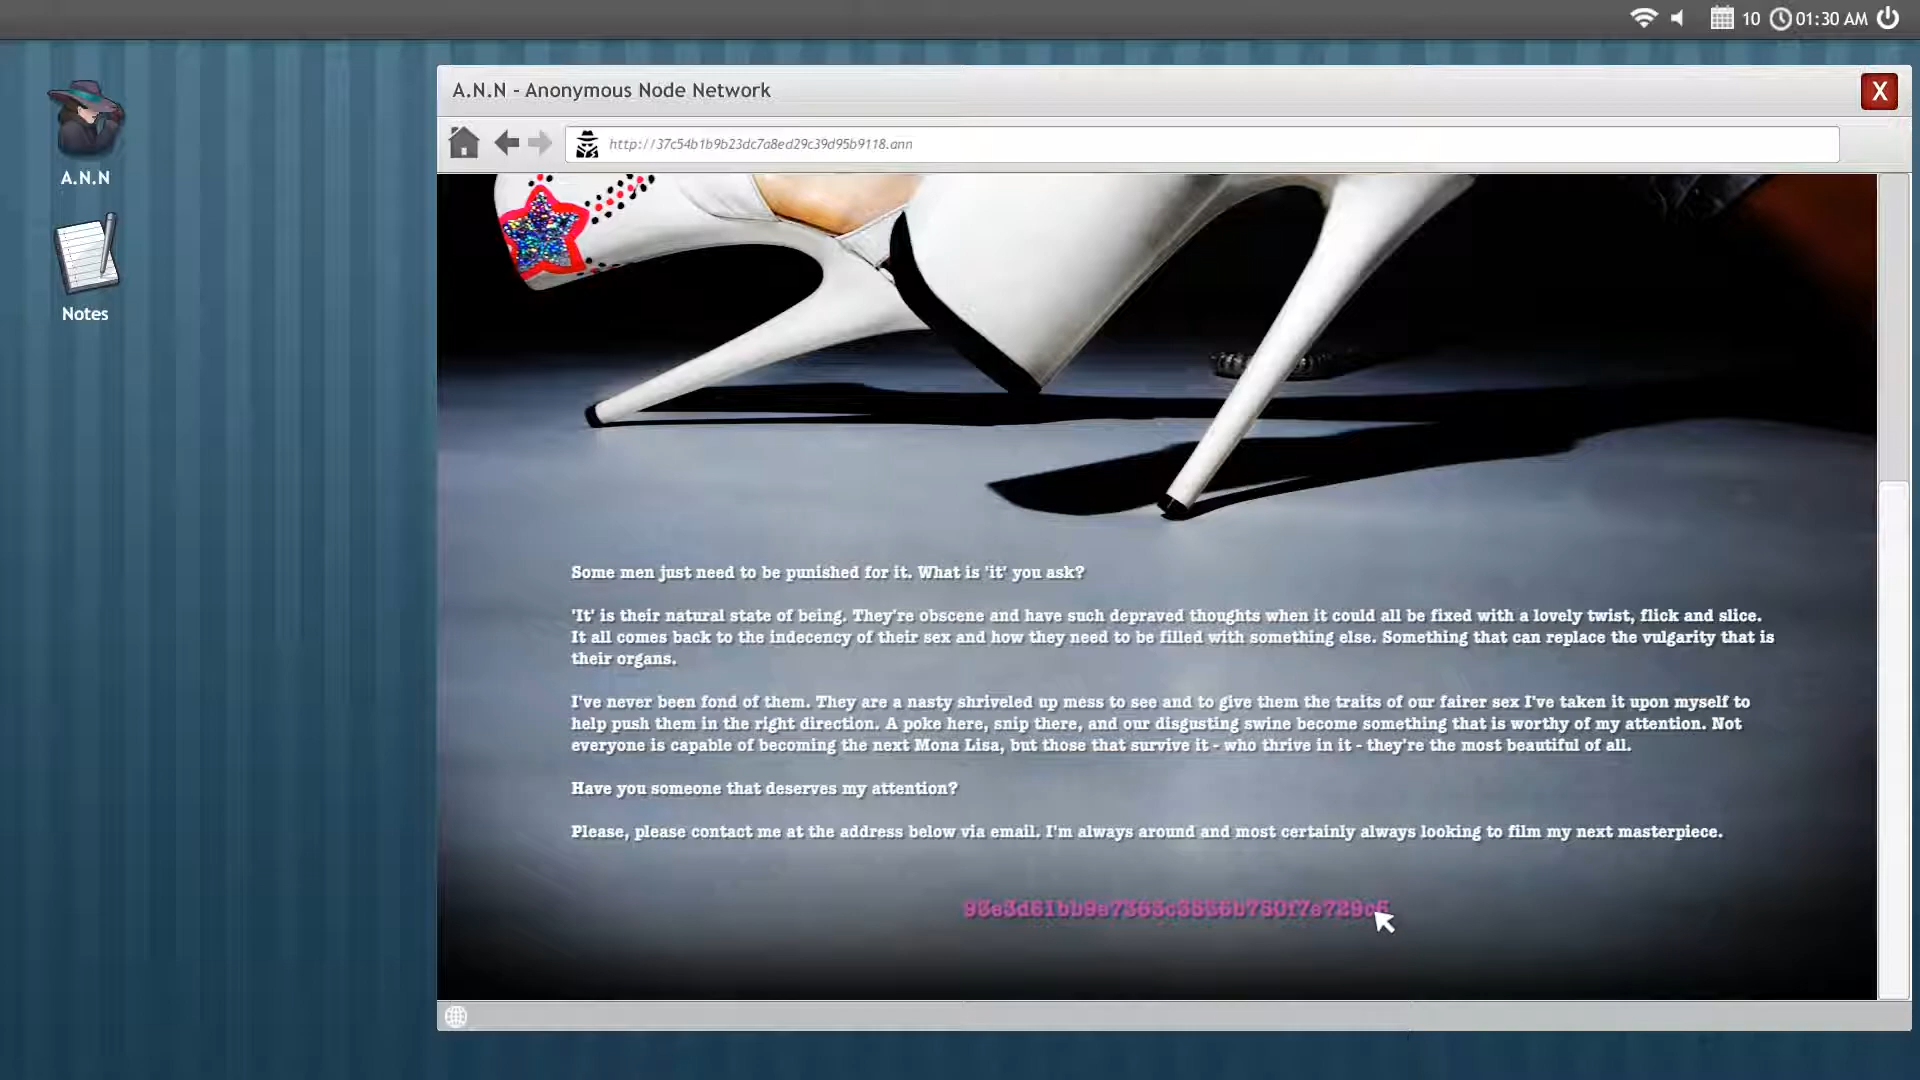 10 01:30 AM
A.N.N - Anonymous Node Network
X
http://37c54b1b9b23dc7a8ed29c39d95b9118.ann
A.N.N
Notes
Some men just need to be punished for it. What is 'it' you ask?
'It' is their natural state of being. They're obscene and have such depraved thoughts when it could all be fixed with a lovely twist, flick and slice.
It all comes back to the indecency of their sex and how they need to be filled with something else. Something that can replace the vulgarity that is
their organs.
I've never been fond of them. They are a nasty shriveled up mess to see and to give them the traits of our fairer sex I've taken it upon myself to
help push them in the right direction. A poke here, snip there, and our disgusting swine become something that is worthy of my attention. Not
everyone is capable of becoming the next Mona Lisa, but those that survive it - who thrive in it - they're the most beautiful of all.
Have you someone that deserves my attention?
Please, please contact me at the address below via email. I'm always around and most certainly always looking to film my next masterpiece.